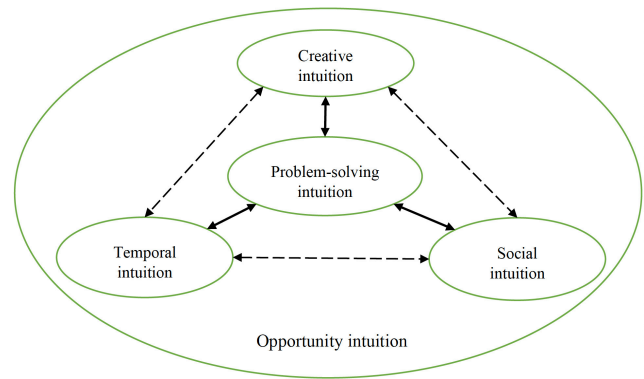 Creative
intuition
Problem-solving
intuition
Temporal
intuition
Social
intuition
Opportunity intuition